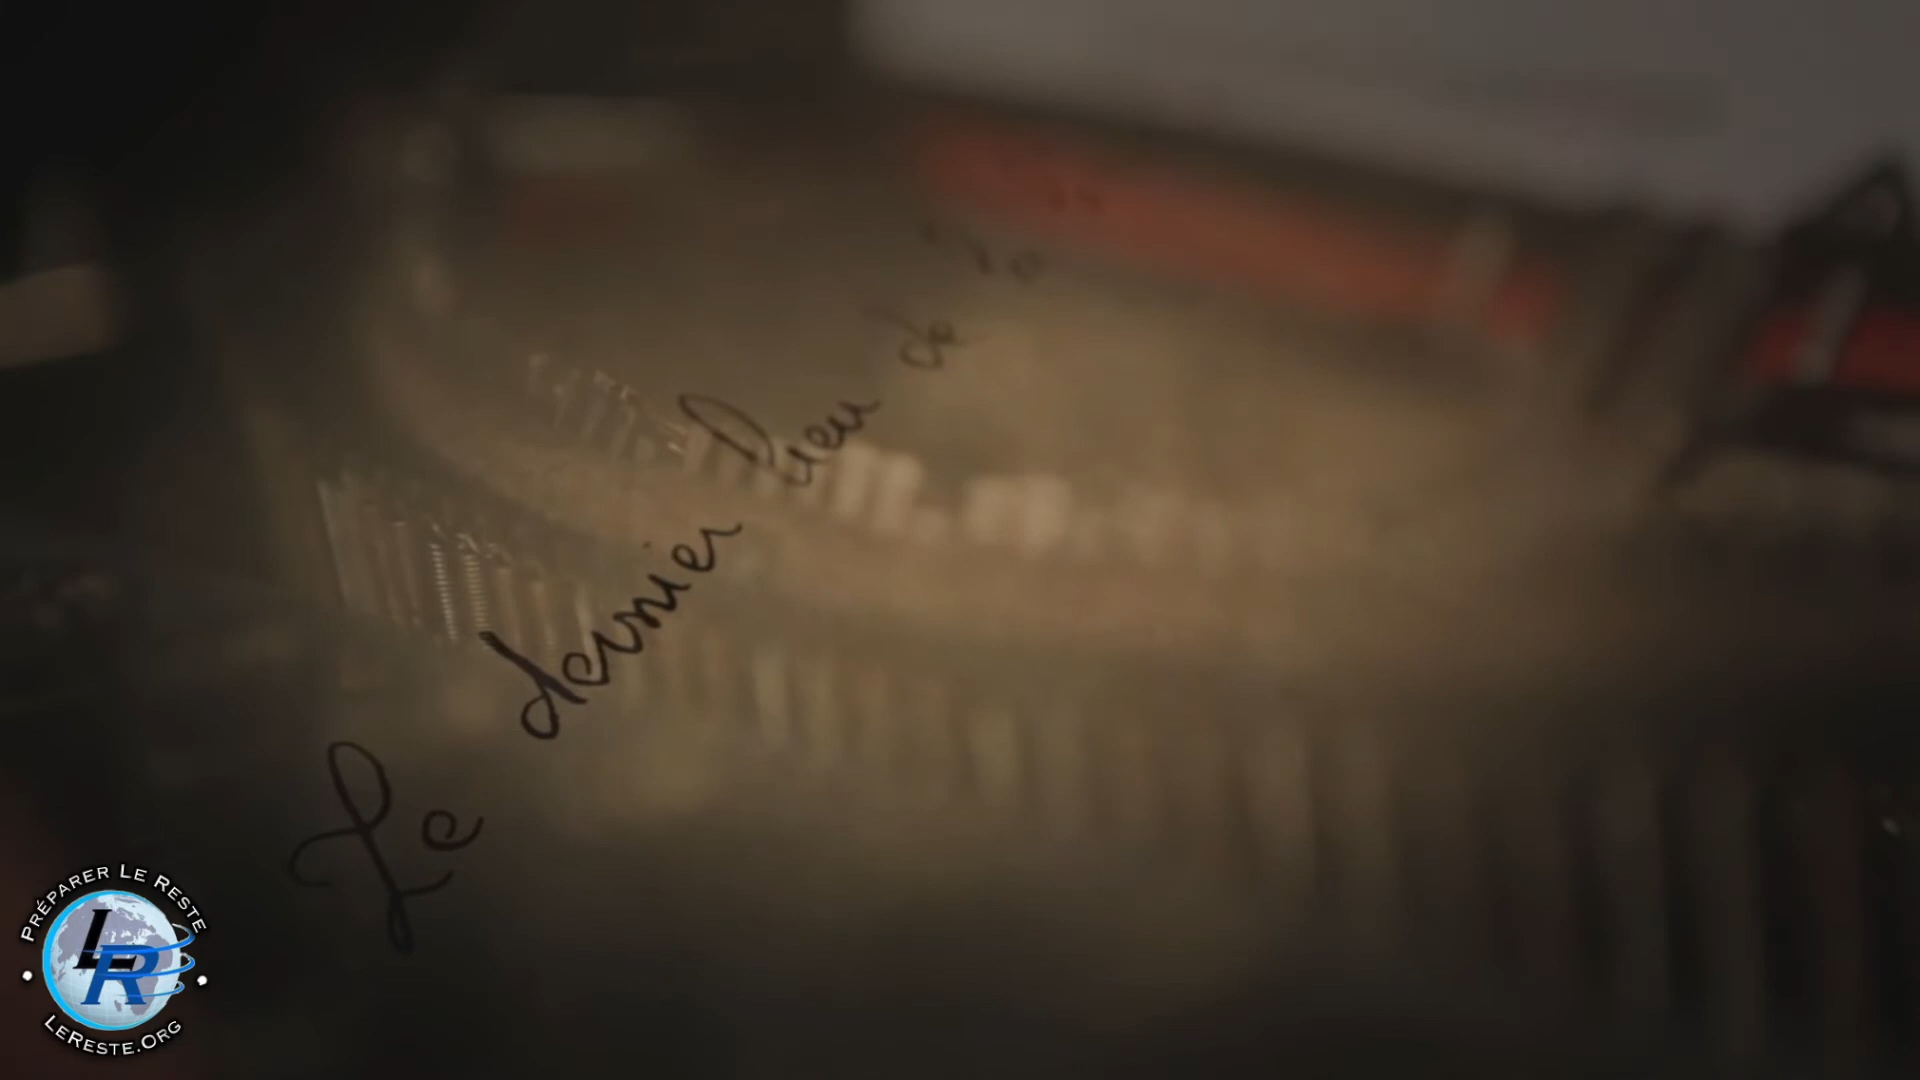 Le dernier lieu de
PRÉPARER LE RESTE
LR
LERESTE.ORG